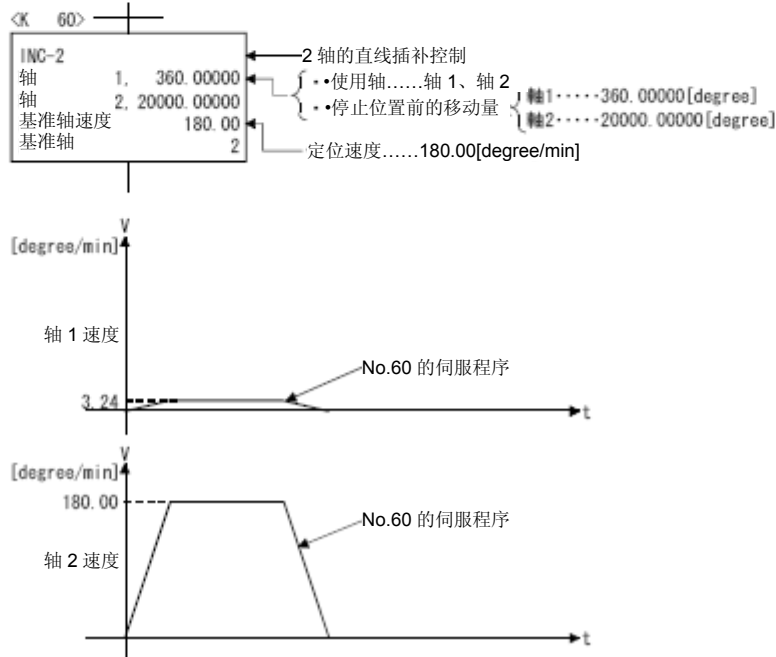 <K 60>
INC-2
轴 1, 360.00000
轴 2, 20000.00000
基准轴速度 180.00
基准轴 2
2 轴的直线插补控制
・•使用轴……轴 1、轴 2
・•停止位置前的移动量
軸1・・・・・360.00000[degree]
軸2・・・・・20000.00000[degree]
定位速度……180.00[degree/min]
V
[degree/min]
轴 1 速度
3.24
No.60 的伺服程序
t
V
[degree/min]
180.00
轴 2 速度
No.60 的伺服程序
t